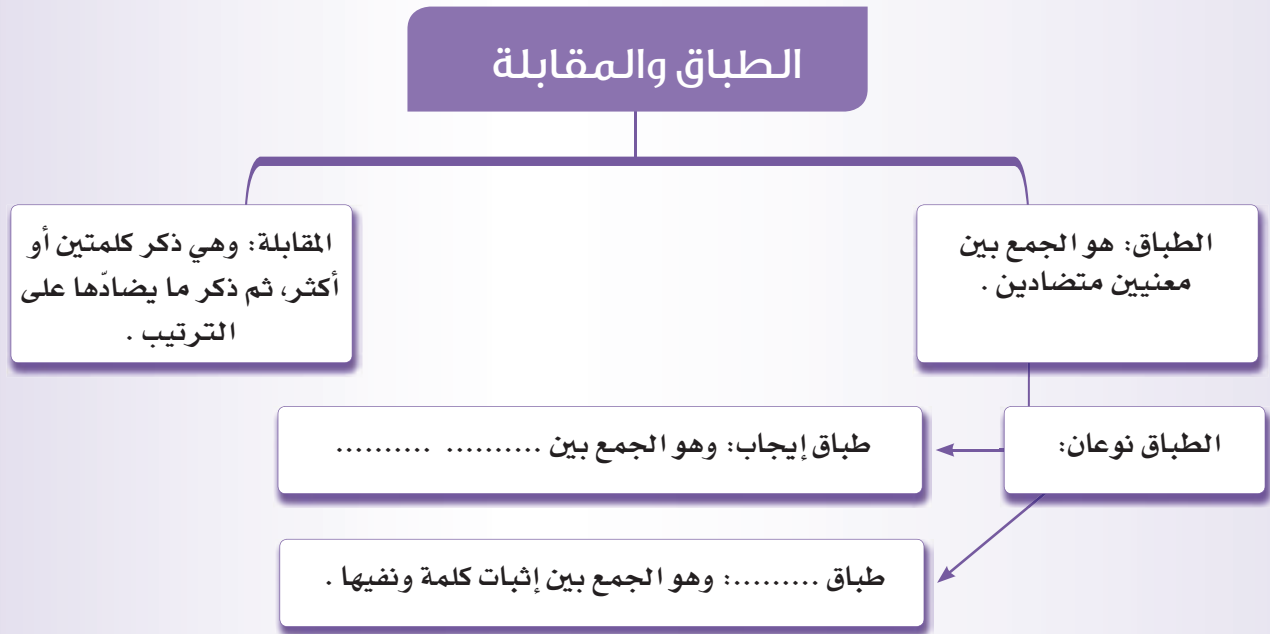 الطباق والمقابلة
الطباق: هو الجمع بين
معنيين متضادين .
المقابلة: وهي ذكر كلمتين أو
أكثر، ثم ذكر ما يضادّها على
الترتيب .
الطباق نوعان:
طباق إيجاب: وهو الجمع بين .......... ..........
طباق .........: وهو الجمع بين إثبات كلمة ونفيها .